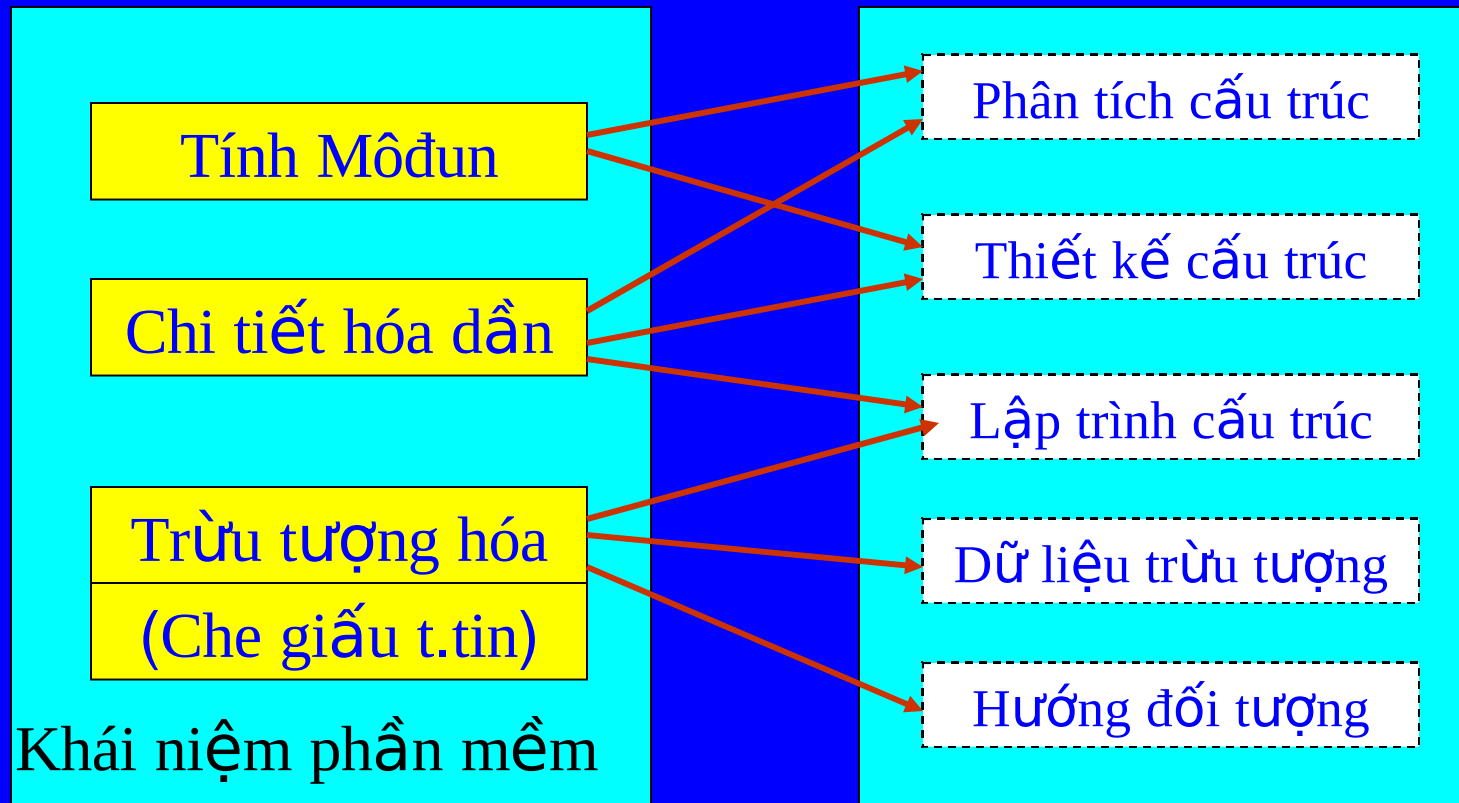 Tính Môđun
Chi tiết hóa dần
Trừu tượng hóa
(Che giấu t.tin)
Khái niệm phần mềm
Phân tích cấu trúc
Thiết kế cấu trúc
Lập trình cấu trúc
Dữ liệu trừu tượng
Hướng đối tượng